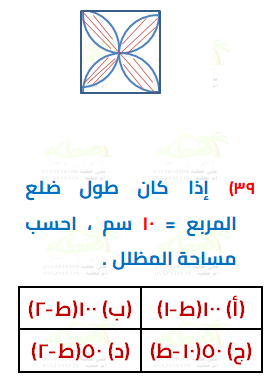 ٣٩) إذا كان طول ضلع
المربع = ١٠ سم ، احسب
مساحة المظلل .
(أ) ١٠٠(ط-١) (ب) ١٠٠(ط-٢)
(ج) ٥٠(١٠-ط) (د) ٥٠(ط-٢)